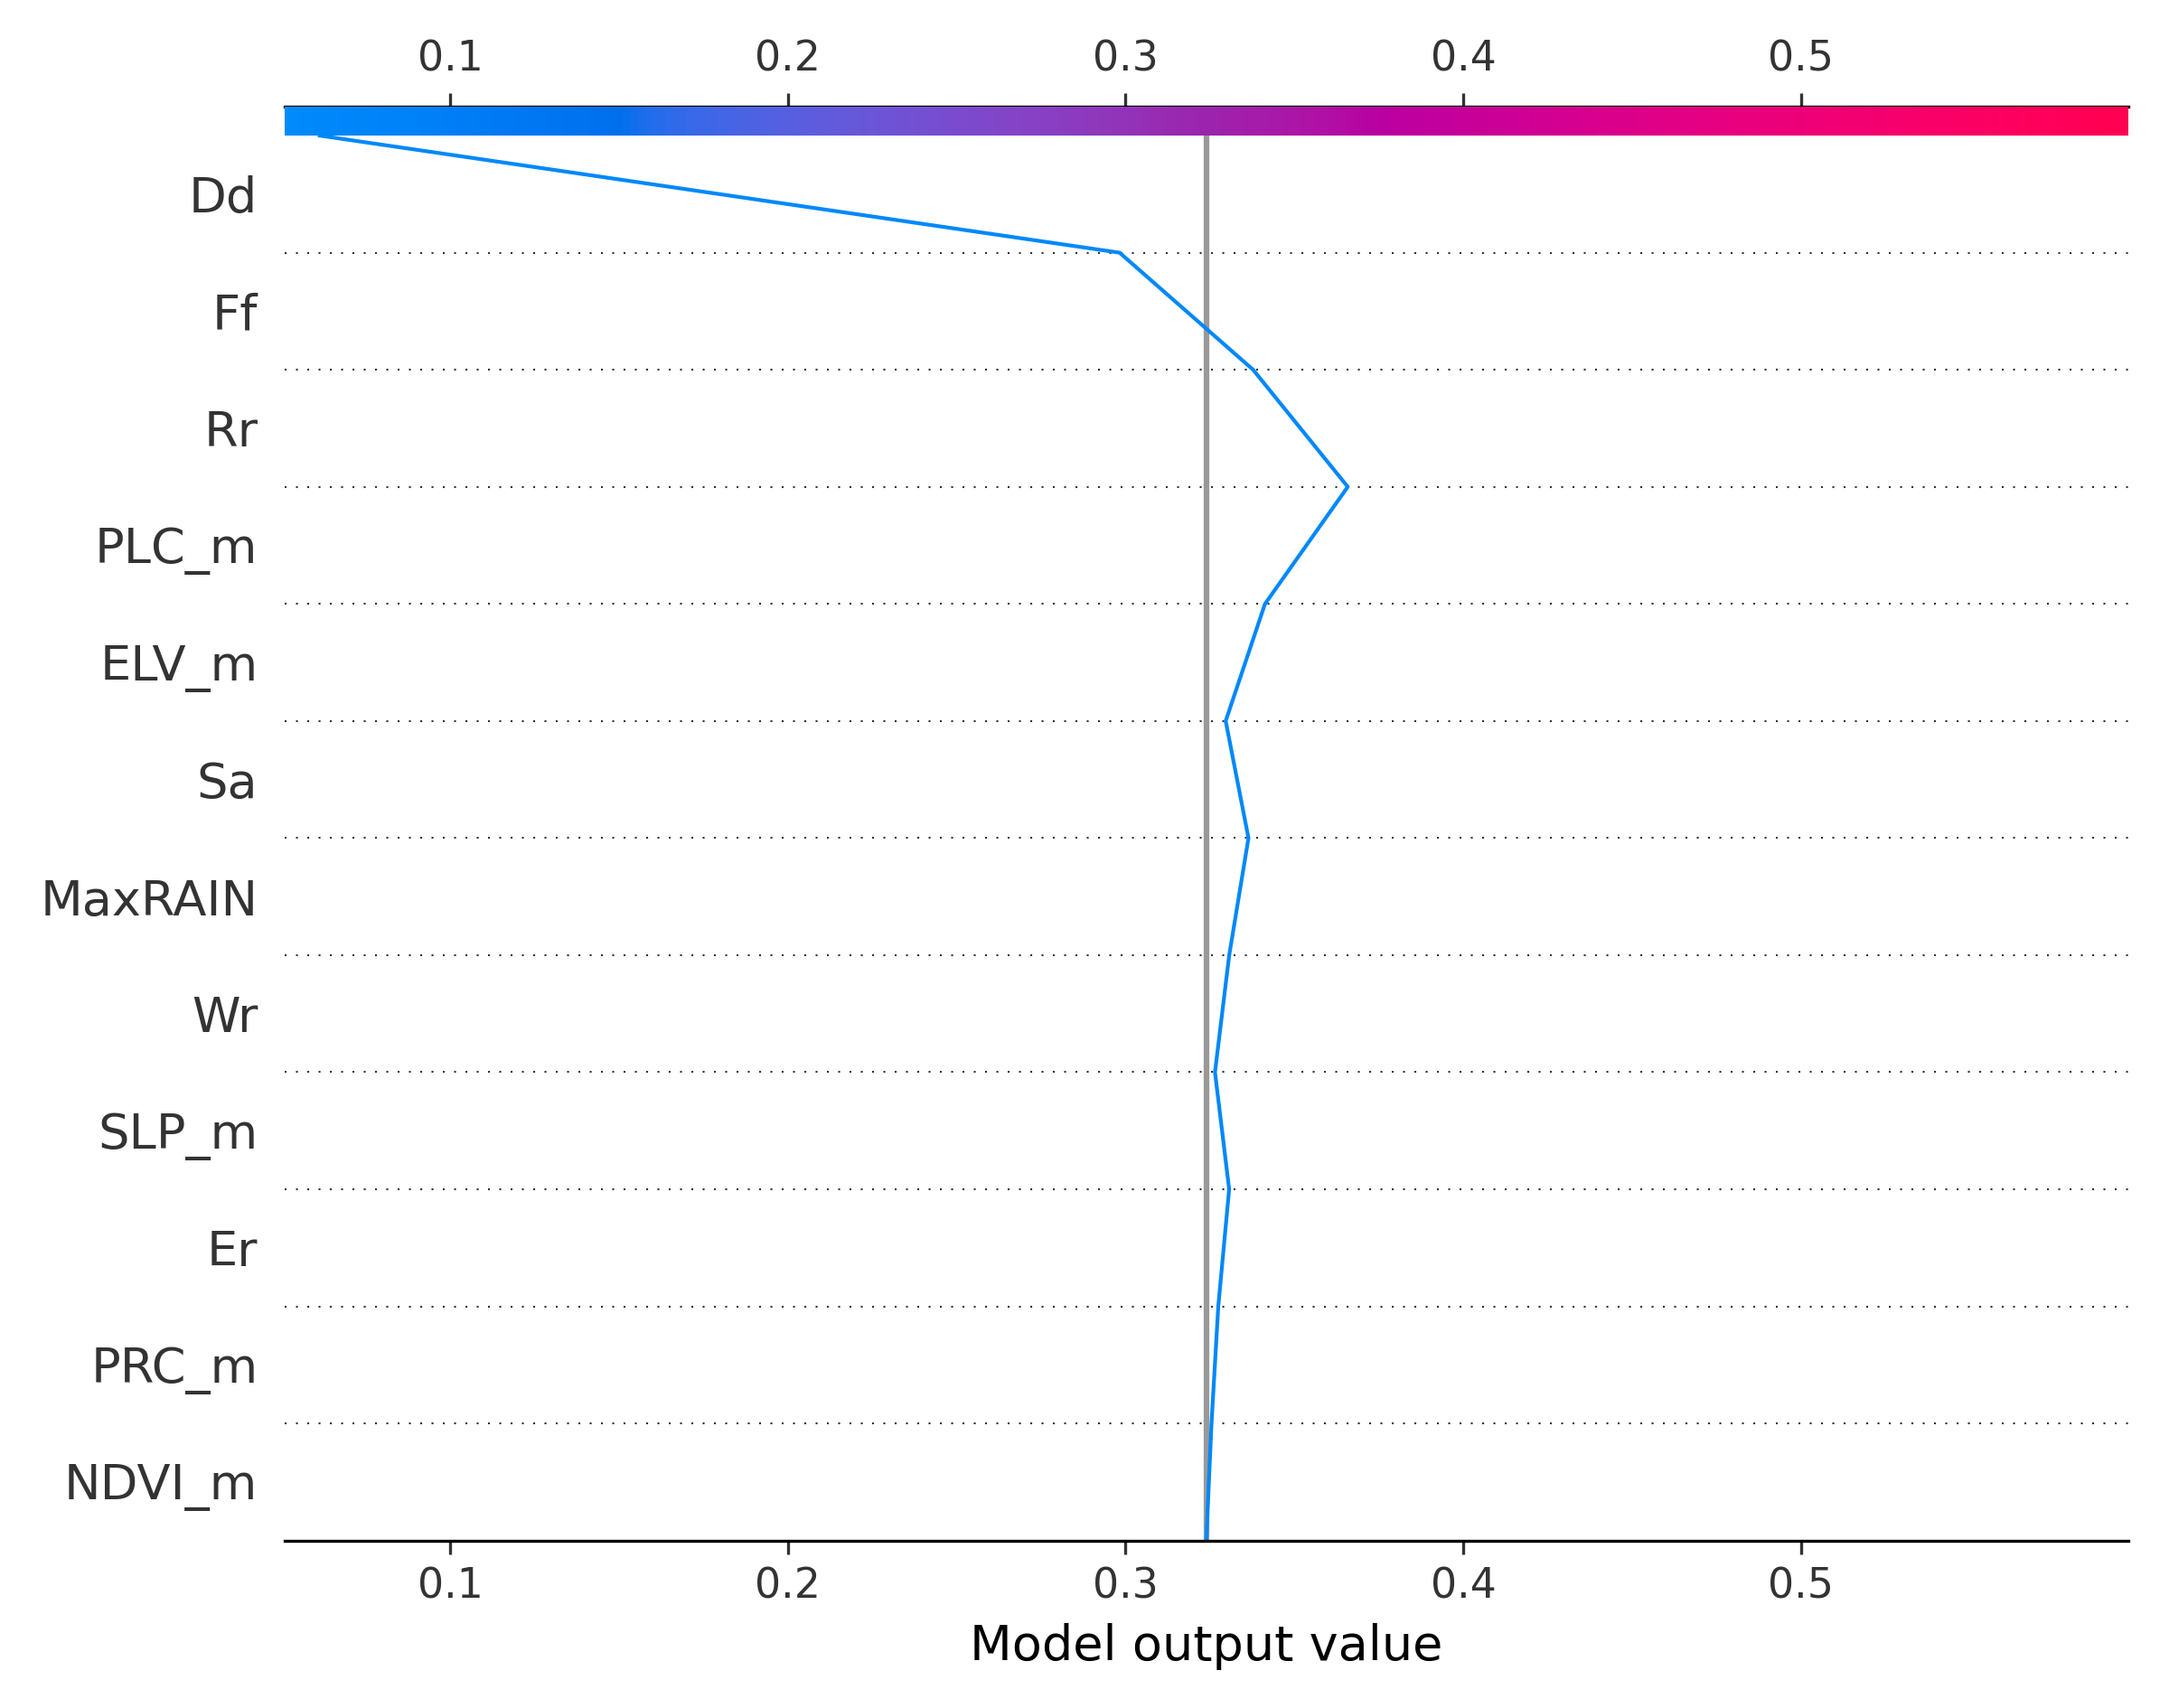 0.1 0.2 0.3 0.4 0.5
Dd
Ff
Rr
PLC_m
ELV_m
Sa
MaxRAIN
Wr
SLP_m
Er
PRC_m
NDVI_m
0.1 0.2 0.3 0.4 0.5
Model output value